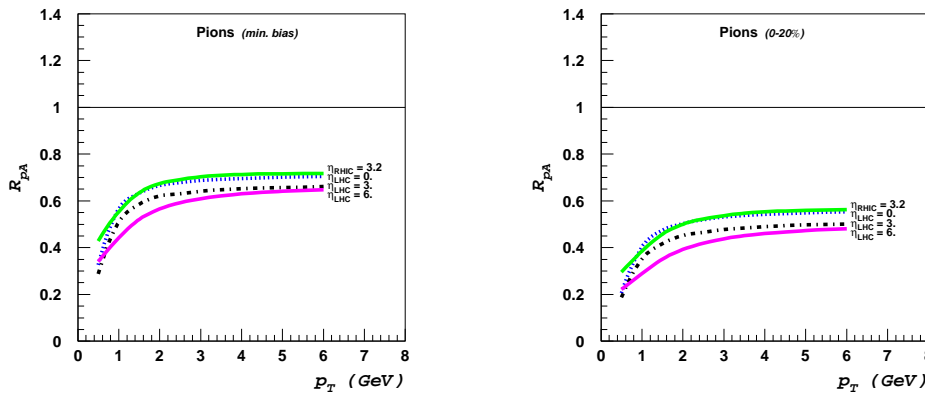 Pions (min. bias)
1.4
1.2
1
0.8
0.6
0.4
0.2
0
R_pA
η_RHIC = 3.2
η_LHC = 0.
η_LHC = 3.
η_LHC = 6.
0 1 2 3 4 5 6 7 8
p_T (GeV)
Pions (0-20%)
1.4
1.2
1
0.8
0.6
0.4
0.2
0
R_pA
η_RHIC = 3.2
η_LHC = 0.
η_LHC = 3.
η_LHC = 6.
0 1 2 3 4 5 6 7 8
p_T (GeV)